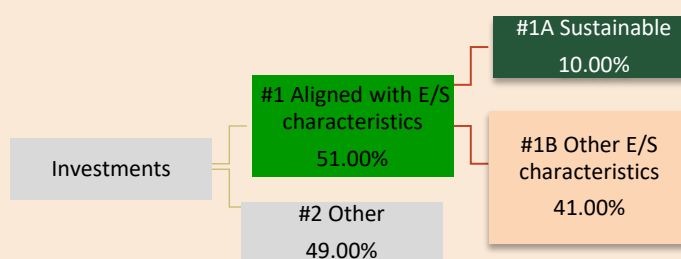 #1A Sustainable
10.00%
#1 Aligned with E/S
characteristics
51.00%
#1B Other E/S
characteristics
41.00%
Investments
#2 Other
49.00%